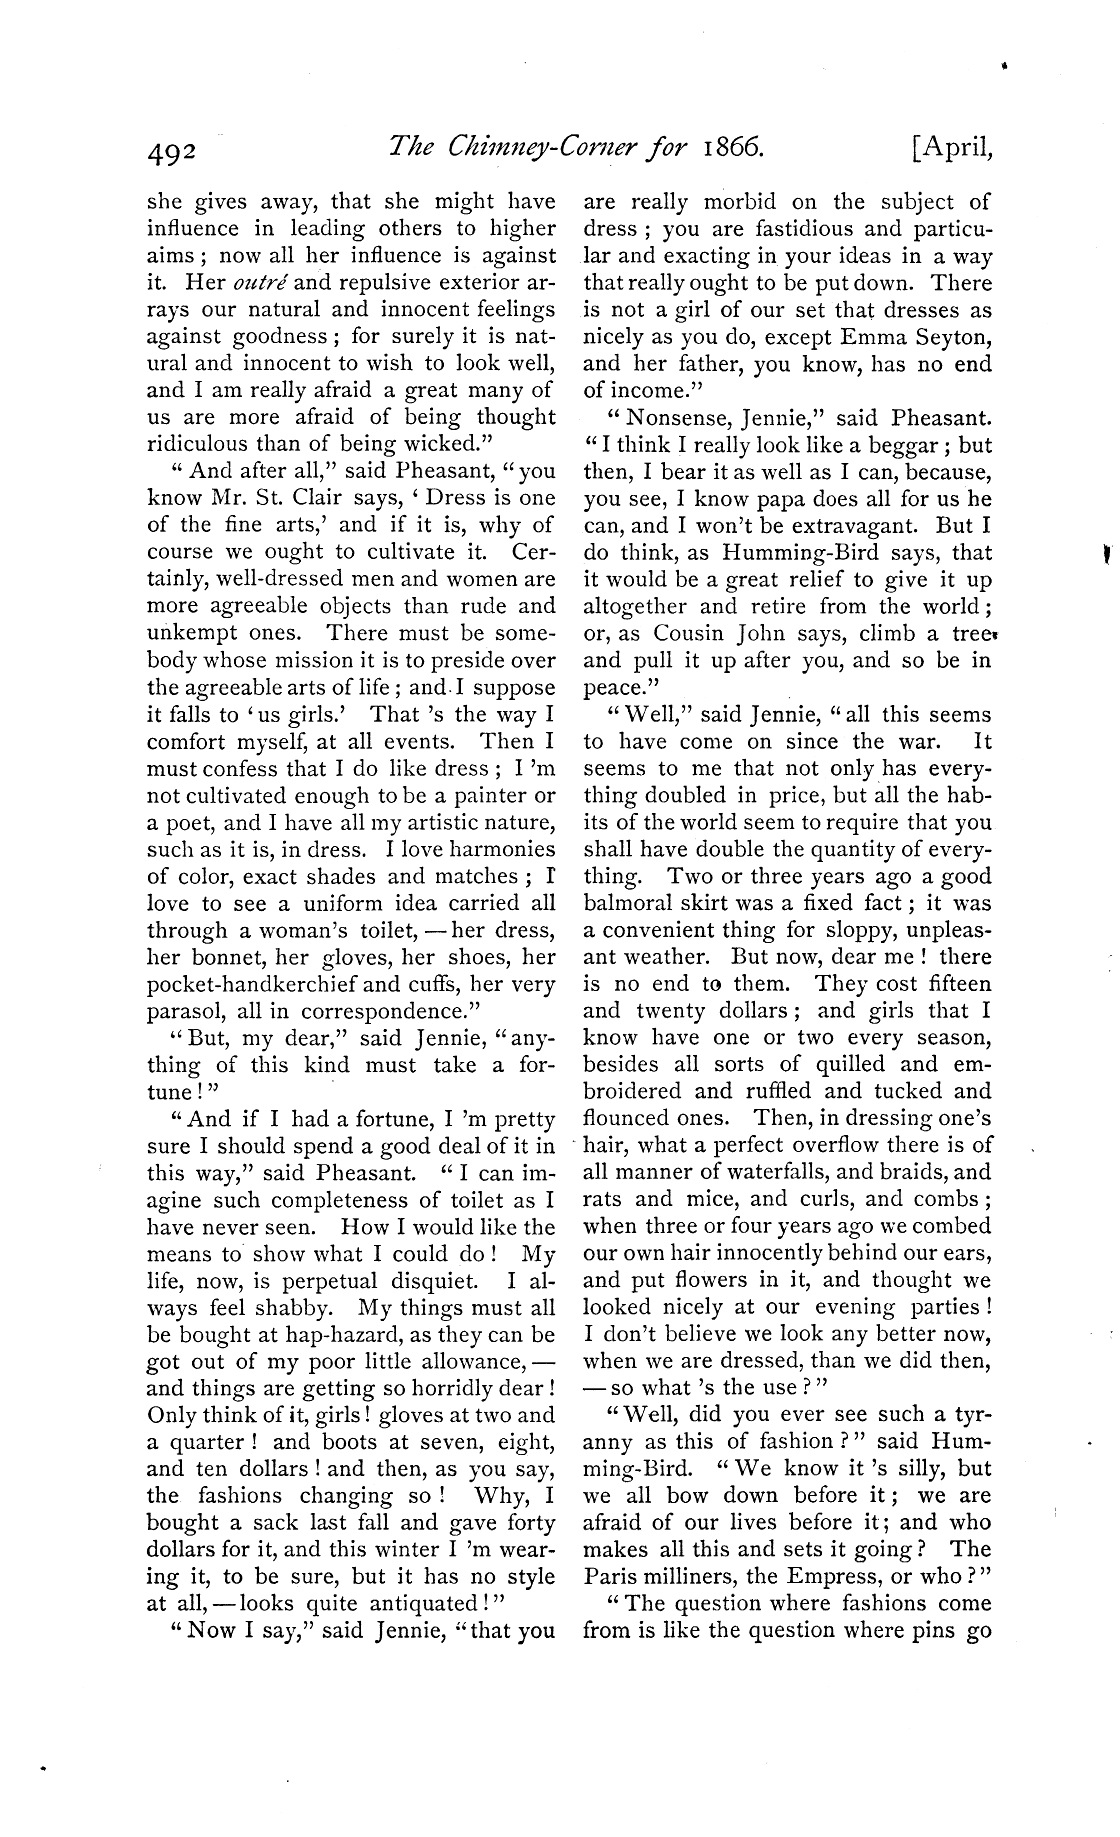 492 The Chimney-Corner for 1866. [April,
she gives away, that she might have
influence in leading others to higher
aims ; now all her influence is against
it. Her outré and repulsive exterior ar-
rays our natural and innocent feelings
against goodness ; for surely it is nat-
ural and innocent to wish to look well,
and I am really afraid a great many of
us are more afraid of being thought
ridiculous than of being wicked.”
“ And after all,” said Pheasant, “ you
know Mr. St. Clair says, ‘ Dress is one
of the fine arts,’ and if it is, why of
course we ought to cultivate it. Cer-
tainly, well-dressed men and women are
more agreeable objects than rude and
unkempt ones. There must be some-
body whose mission it is to preside over
the agreeable arts of life ; and I suppose
it falls to ‘ us girls.’ That ’s the way I
comfort myself, at all events. Then I
must confess that I do like dress ; I ’m
not cultivated enough to be a painter or
a poet, and I have all my artistic nature,
such as it is, in dress. I love harmonies
of color, exact shades and matches ; I
love to see a uniform idea carried all
through a woman’s toilet, — her dress,
her bonnet, her gloves, her shoes, her
pocket-handkerchief and cuffs, her very
parasol, all in correspondence.”
“ But, my dear,” said Jennie, “ any-
thing of this kind must take a for-
tune ! ”
“ And if I had a fortune, I ’m pretty
sure I should spend a good deal of it in
this way,” said Pheasant. “ I can im-
agine such completeness of toilet as I
have never seen. How I would like the
means to show what I could do ! My
life, now, is perpetual disquiet. I al-
ways feel shabby. My things must all
be bought at hap-hazard, as they can be
got out of my poor little allowance, —
and things are getting so horridly dear !
Only think of it, girls ! gloves at two and
a quarter ! and boots at seven, eight,
and ten dollars ! and then, as you say,
the fashions changing so ! Why, I
bought a sack last fall and gave forty
dollars for it, and this winter I ’m wear-
ing it, to be sure, but it has no style
at all, — looks quite antiquated ! ”
“ Now I say,” said Jennie, “ that you
are really morbid on the subject of
dress ; you are fastidious and particu-
lar and exacting in your ideas in a way
that really ought to be put down. There
is not a girl of our set that dresses as
nicely as you do, except Emma Seyton,
and her father, you know, has no end
of income.”
“ Nonsense, Jennie,” said Pheasant.
“ I think I really look like a beggar ; but
then, I bear it as well as I can, because,
you see, I know papa does all for us he
can, and I won’t be extravagant. But I
do think, as Humming-Bird says, that
it would be a great relief to give it up
altogether and retire from the world ;
or, as Cousin John says, climb a tree
and pull it up after you, and so be in
peace.”
“ Well,” said Jennie, “ all this seems
to have come on since the war. It
seems to me that not only has every-
thing doubled in price, but all the hab-
its of the world seem to require that you
shall have double the quantity of every-
thing. Two or three years ago a good
balmoral skirt was a fixed fact ; it was
a convenient thing for sloppy, unpleas-
ant weather. But now, dear me ! there
is no end to them. They cost fifteen
and twenty dollars ; and girls that I
know have one or two every season,
besides all sorts of quilled and em-
broidered and ruffled and tucked and
flounced ones. Then, in dressing one’s
hair, what a perfect overflow there is of
all manner of waterfalls, and braids, and
rats and mice, and curls, and combs ;
when three or four years ago we combed
our own hair innocently behind our ears,
and put flowers in it, and thought we
looked nicely at our evening parties !
I don’t believe we look any better now,
when we are dressed, than we did then,
— so what ’s the use ? ”
“ Well, did you ever see such a tyr-
anny as this of fashion ? ” said Hum-
ming-Bird. “ We know it ’s silly, but
we all bow down before it ; we are
afraid of our lives before it ; and who
makes all this and sets it going ? The
Paris milliners, the Empress, or who ? ”
“ The question where fashions come
from is like the question where pins go